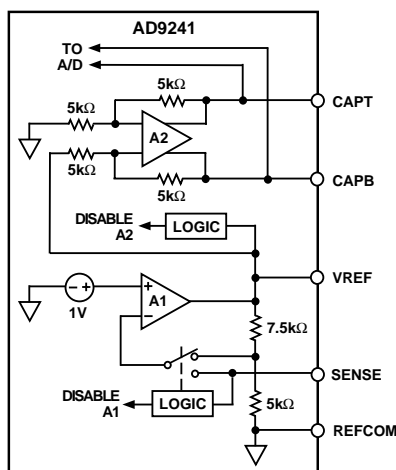 AD9241
TO
A/D
5kΩ
5kΩ
CAPT
A2
5kΩ
5kΩ
CAPB
DISABLE
A2
LOGIC
VREF
1V
A1
7.5kΩ
DISABLE
A1
LOGIC
5kΩ
SENSE
REFCOM